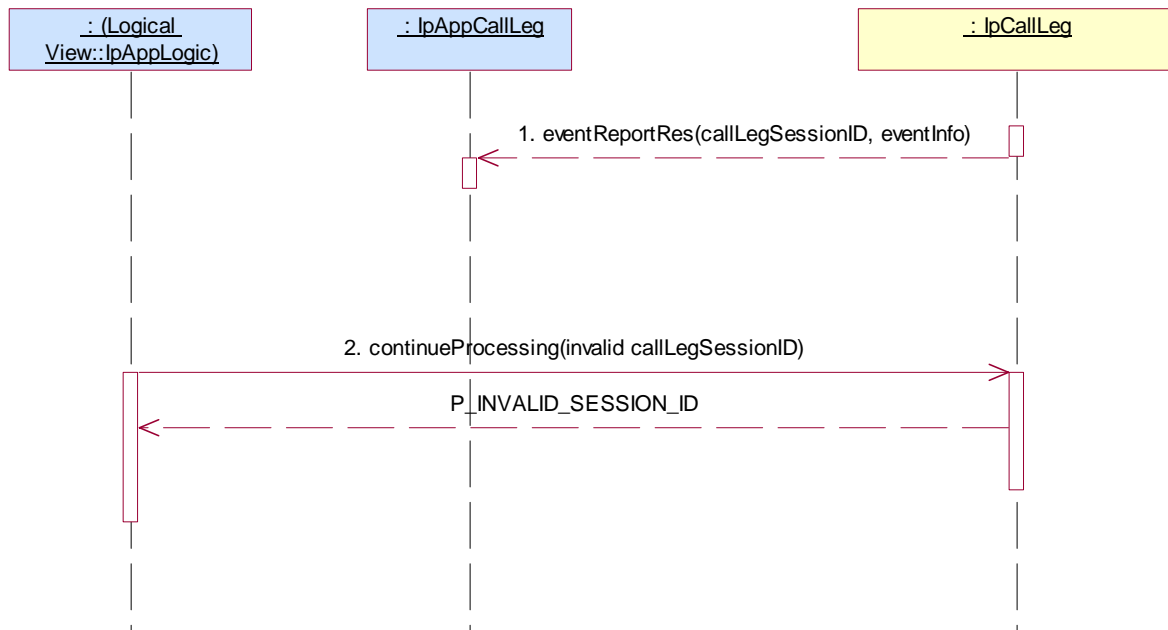 : (Logical
View::IpAppLogic)
: IpAppCallLeg
: IpCallLeg
1. eventReportRes(callLegSessionID, eventInfo)
2. continueProcessing(invalid callLegSessionID)
P_INVALID_SESSION_ID